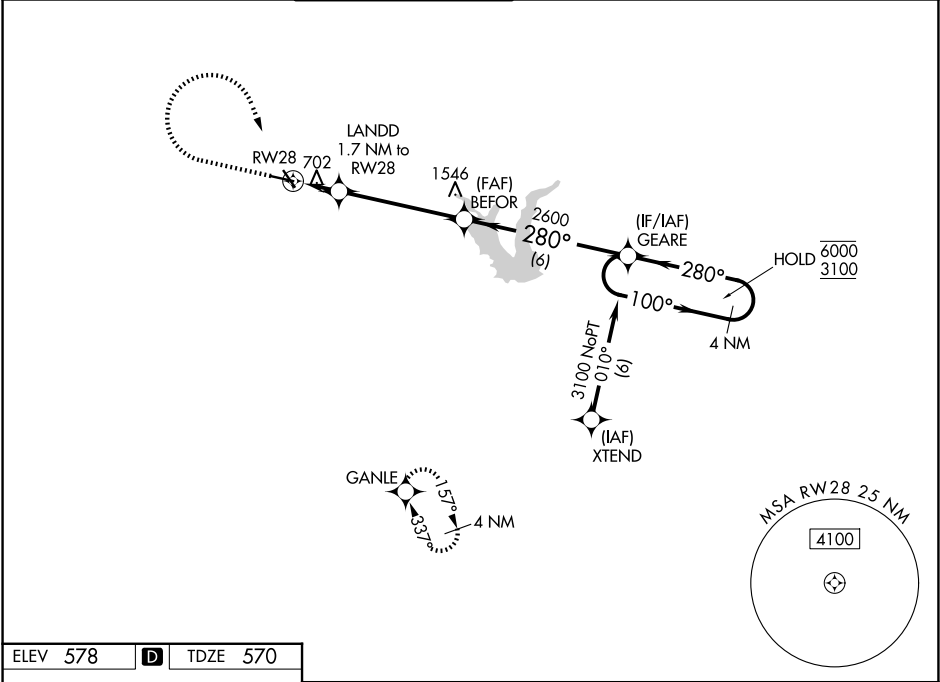 LANDD
1.7 NM to
RW28
RW28
702
1546
(FAF)
BEFOR
2600
280°
(6)
(IF/IAF)
GEARE
HOLD 6000
3100
280°
100°
4 NM
3100 NoPT
010°
(6)
(IAF)
XTEND
GANLE
157°
337°
4 NM
MSA RW28 25 NM
4100
ELEV 578 D TDZE 570